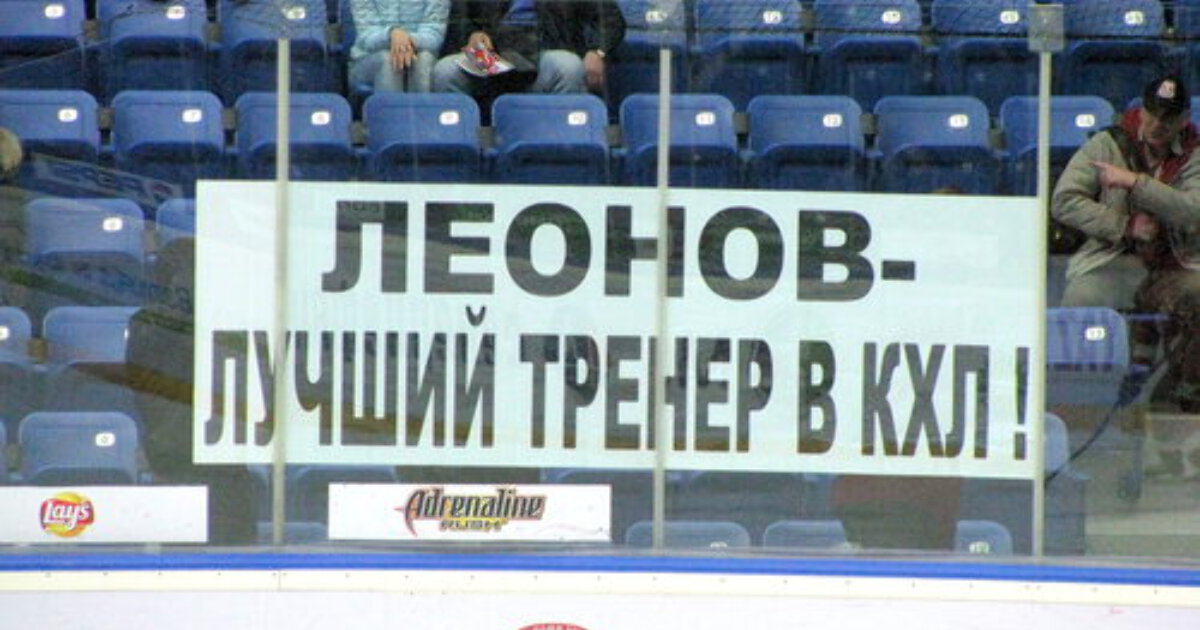 ЛЕОНОВ-
ЛУЧШИЙ ТРЕНЕР В КХЛ !
Lay's
Adrenaline
RUSH